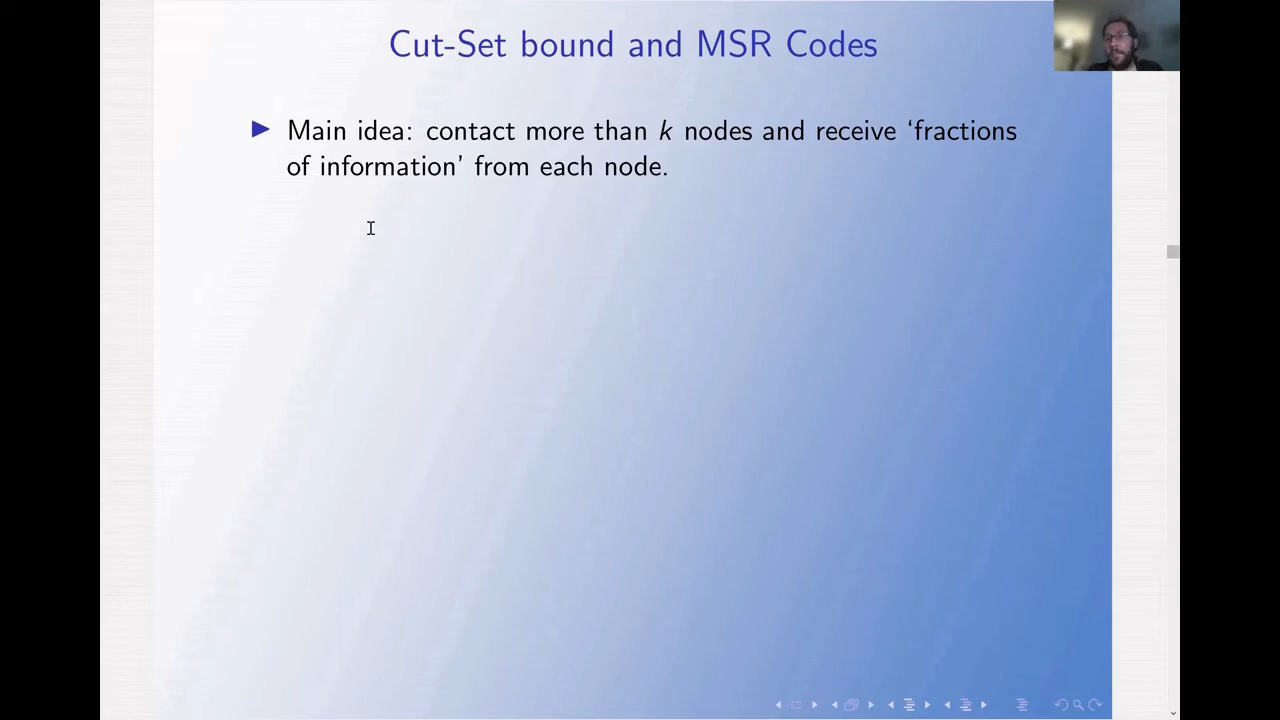 Cut-Set bound and MSR Codes
Main idea: contact more than k nodes and receive ‘fractions
of information’ from each node.